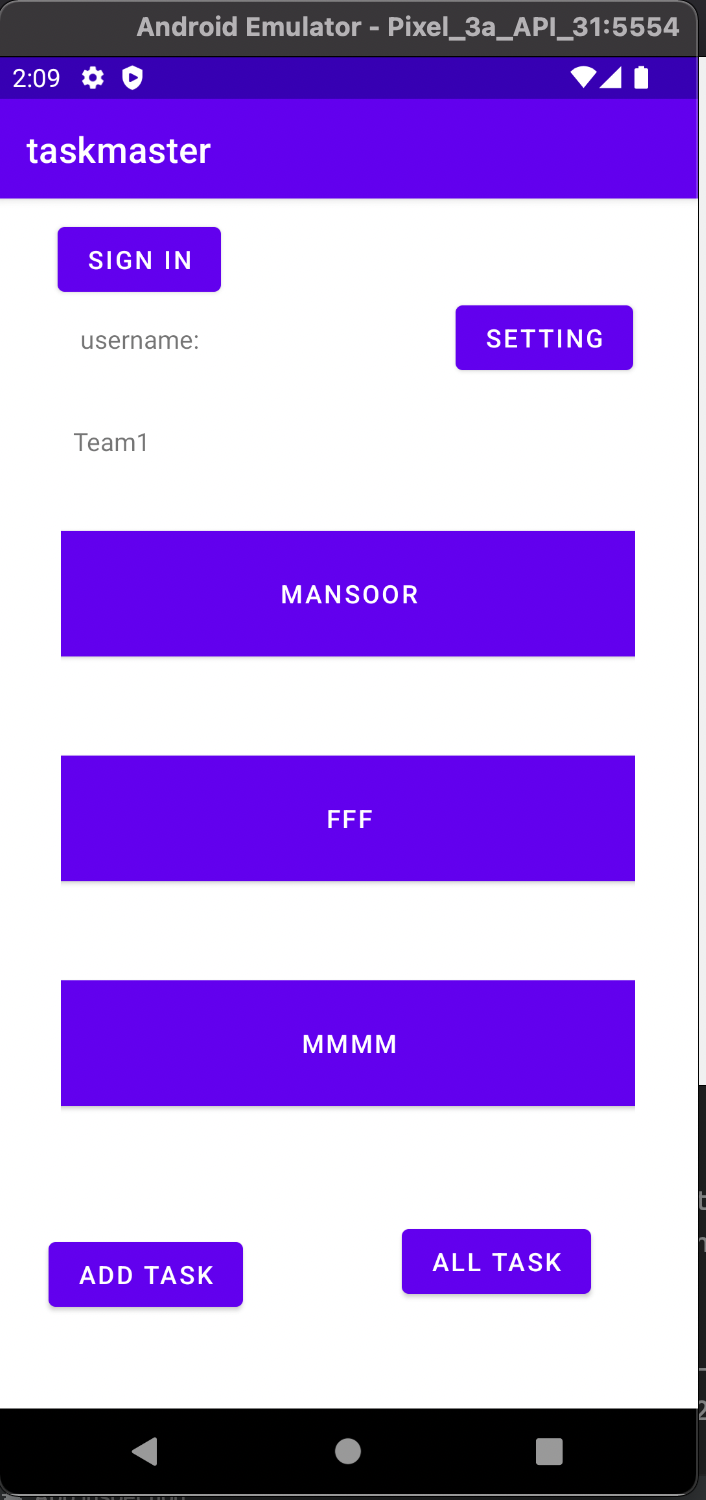 Android Emulator - Pixel_3a_API_31:5554
2:09
taskmaster
SIGN IN
username:
SETTING
Team1
MANSOOR
FFF
MMMM
ADD TASK
ALL TASK